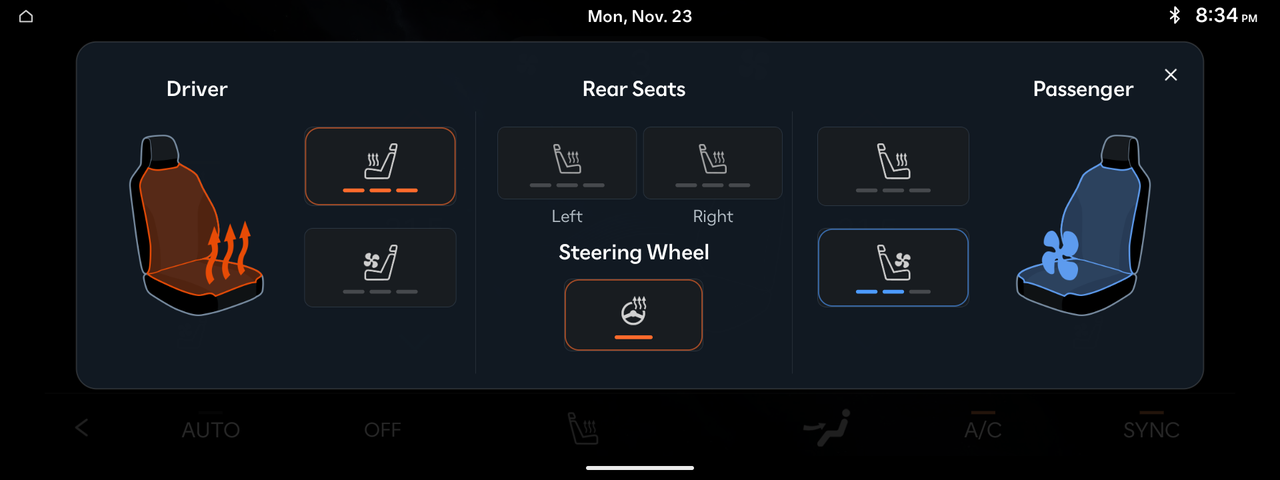 Mon, Nov. 23
8:34 PM
Driver
Rear Seats
Passenger
Left
Right
Steering Wheel
AUTO
OFF
A/C
SYNC